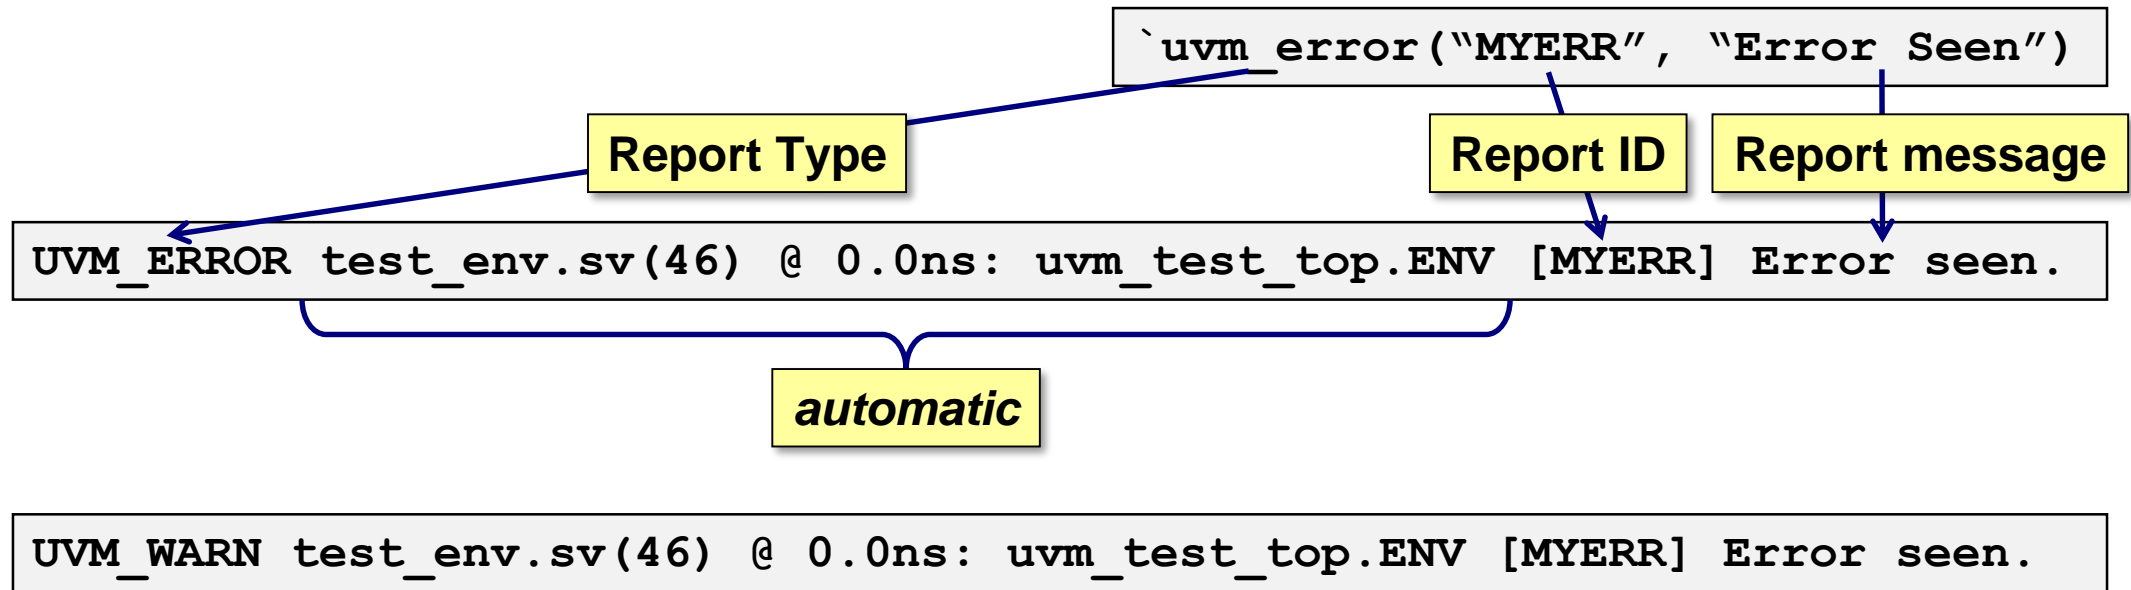 `uvm_error(“MYERR”, “Error Seen”)
Report Type
Report ID
Report message
UVM_ERROR test_env.sv(46) @ 0.0ns: uvm_test_top.ENV [MYERR] Error seen.
automatic
UVM_WARN test_env.sv(46) @ 0.0ns: uvm_test_top.ENV [MYERR] Error seen.